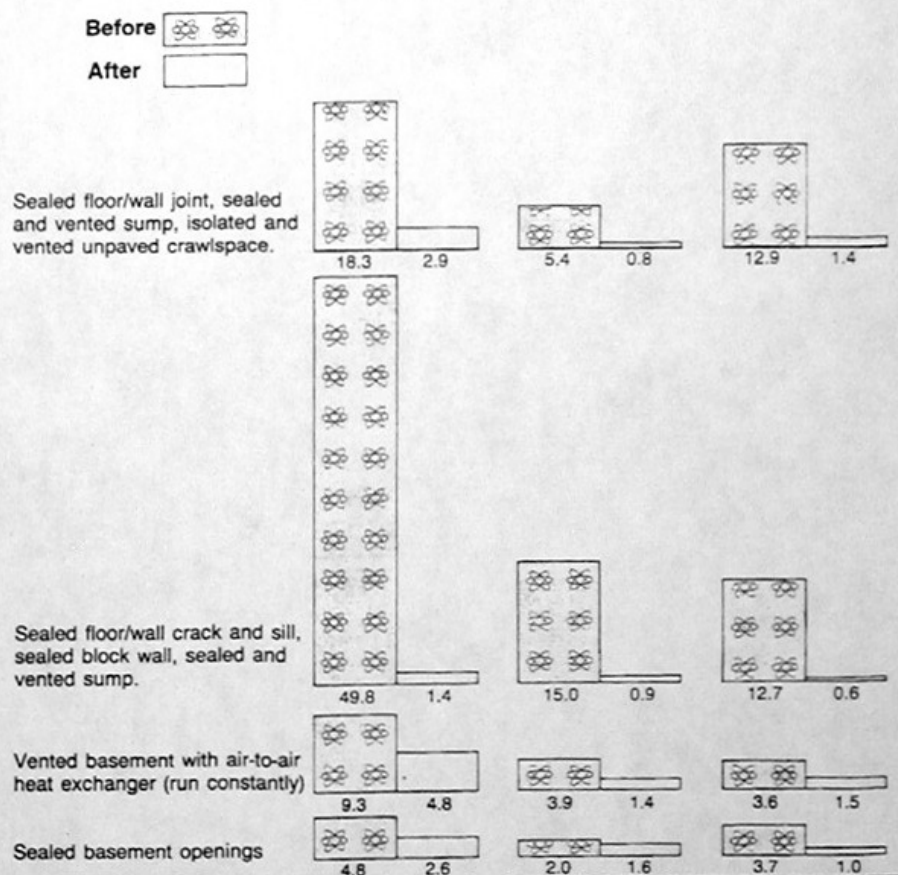 Before
After
Sealed floor/wall joint, sealed
and vented sump, isolated and
vented unpaved crawlspace.
18.3 2.9 5.4 0.8 12.9 1.4
Sealed floor/wall crack and sill,
sealed block wall, sealed and
vented sump.
49.8 1.4 15.0 0.9 12.7 0.6
Vented basement with air-to-air
heat exchanger (run constantly)
9.3 4.8 3.9 1.4 3.6 1.5
Sealed basement openings
4.8 2.6 2.0 1.6 3.7 1.0